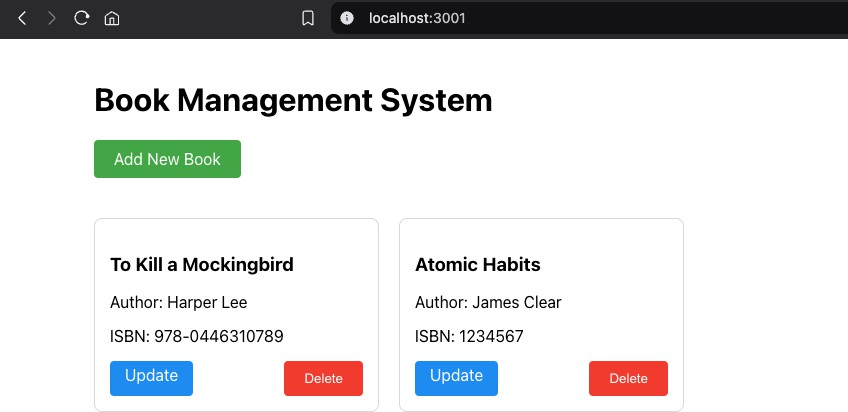 localhost:3001
Book Management System
Add New Book
To Kill a Mockingbird
Author: Harper Lee
ISBN: 978-0446310789
Update Delete
Atomic Habits
Author: James Clear
ISBN: 1234567
Update Delete